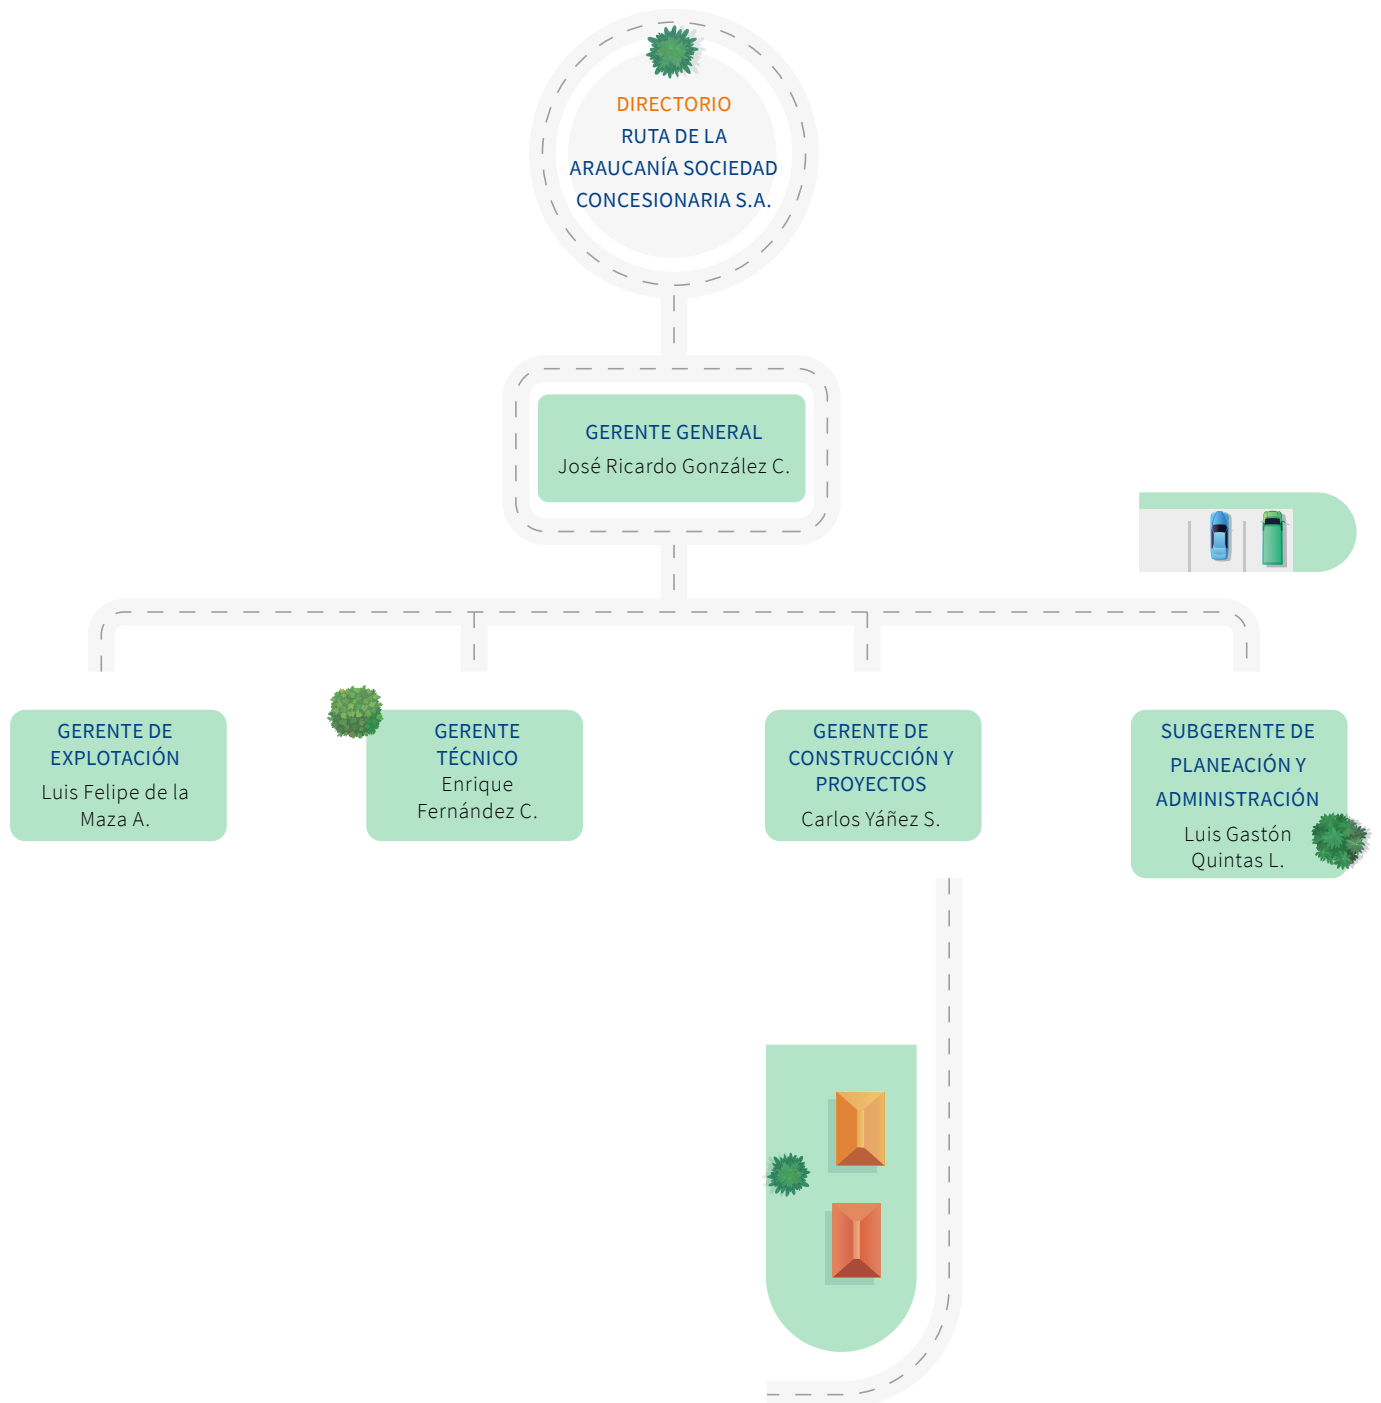 DIRECTORIO
RUTA DE LA
ARAUCANÍA SOCIEDAD
CONCESIONARIA S.A.
GERENTE GENERAL
José Ricardo González C.
GERENTE DE
EXPLOTACIÓN
Luis Felipe de la
Maza A.
GERENTE
TÉCNICO
Enrique
Fernández C.
GERENTE DE
CONSTRUCCIÓN Y
PROYECTOS
Carlos Yáñez S.
SUBGERENTE DE
PLANEACIÓN Y
ADMINISTRACIÓN
Luis Gastón
Quintas L.